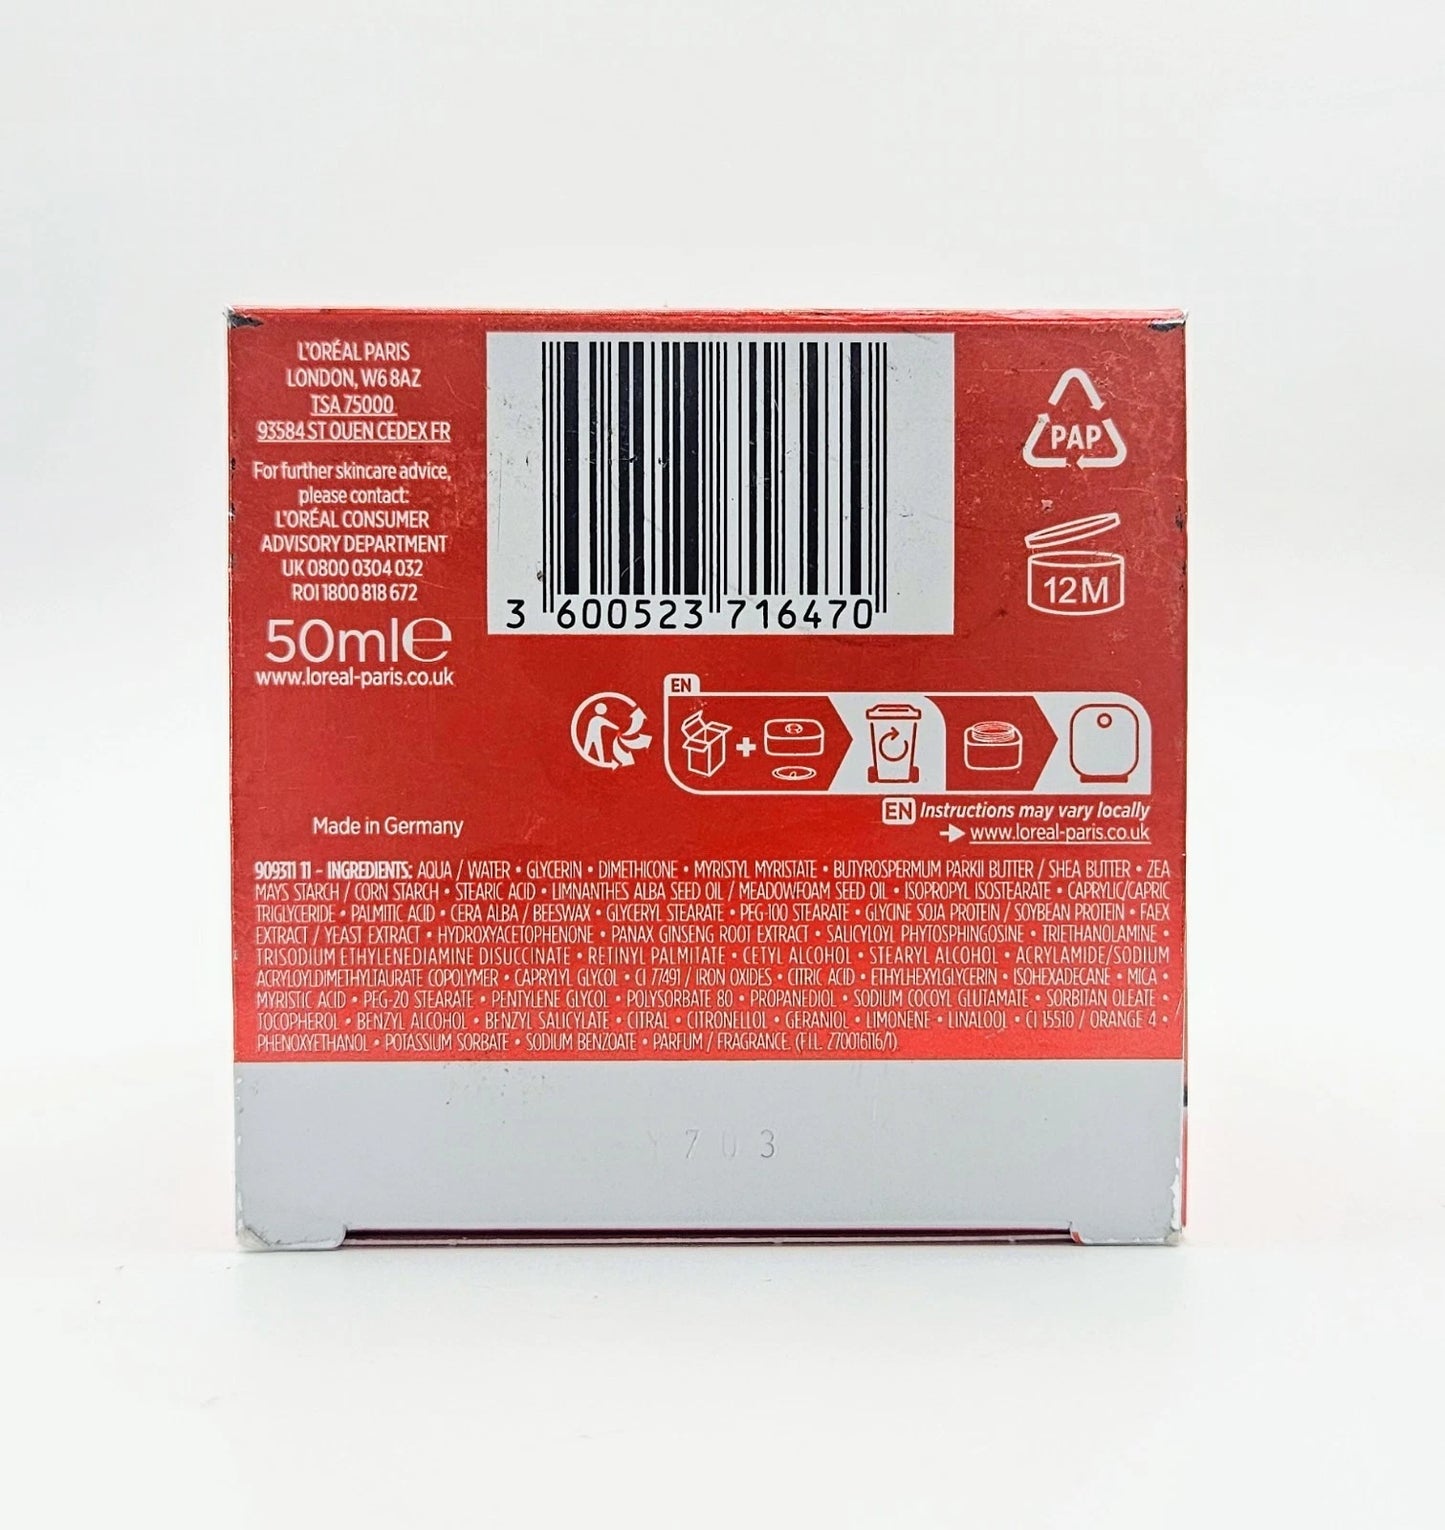 L'ORÉAL PARIS
LONDON, W6 8AZ
TSA 75000
93584 ST OUEN CEDEX FR
For further skincare advice,
please contact:
L'ORÉAL CONSUMER
ADVISORY DEPARTMENT
UK 0800 0304 032
ROI 1800 818 672
50ml℮
www.loreal-paris.co.uk
3 600523 716470
PAP
12M
EN
EN Instructions may vary locally
www.loreal-paris.co.uk
Made in Germany
909311 11 - INGREDIENTS: AQUA / WATER • GLYCERIN • DIMETHICONE • MYRISTYL MYRISTATE • BUTYROSPERMUM PARKII BUTTER / SHEA BUTTER • ZEA
MAYS STARCH / CORN STARCH • STEARIC ACID • LIMNANTHES ALBA SEED OIL / MEADOWFOAM SEED OIL • ISOPROPYL ISOSTEARATE • CAPRYLIC/CAPRIC
TRIGLYCERIDE • PALMITIC ACID • CERA ALBA / BEESWAX • GLYCERYL STEARATE • PEG-100 STEARATE • GLYCINE SOJA PROTEIN / SOYBEAN PROTEIN • FAEX
EXTRACT / YEAST EXTRACT • HYDROXYACETOPHENONE • PANAX GINSENG ROOT EXTRACT • SALICYLOYL PHYTOSPHINGOSINE • TRIETHANOLAMINE •
TRISODIUM ETHYLENEDIAMINE DISUCCINATE • RETINYL PALMITATE • CETYL ALCOHOL • STEARYL ALCOHOL • ACRYLAMIDE/SODIUM
ACRYLOYLDIMETHYLTAURATE COPOLYMER • CAPRYLYL GLYCOL • CI 77491 / IRON OXIDES • CITRIC ACID • ETHYLHEXYLGLYCERIN • ISOHEXADECANE • MICA •
MYRISTIC ACID • PEG-20 STEARATE • PENTYLENE GLYCOL • POLYSORBATE 80 • PROPANEDIOL • SODIUM COCOYL GLUTAMATE • SORBITAN OLEATE •
TOCOPHEROL • BENZYL ALCOHOL • BENZYL SALICYLATE • CITRAL • CITRONELLOL • GERANIOL • LIMONENE • LINALOOL • CI 15510 / ORANGE 4 •
PHENOXYETHANOL • POTASSIUM SORBATE • SODIUM BENZOATE • PARFUM / FRAGRANCE. (F.I.L. Z70016116/1).
703